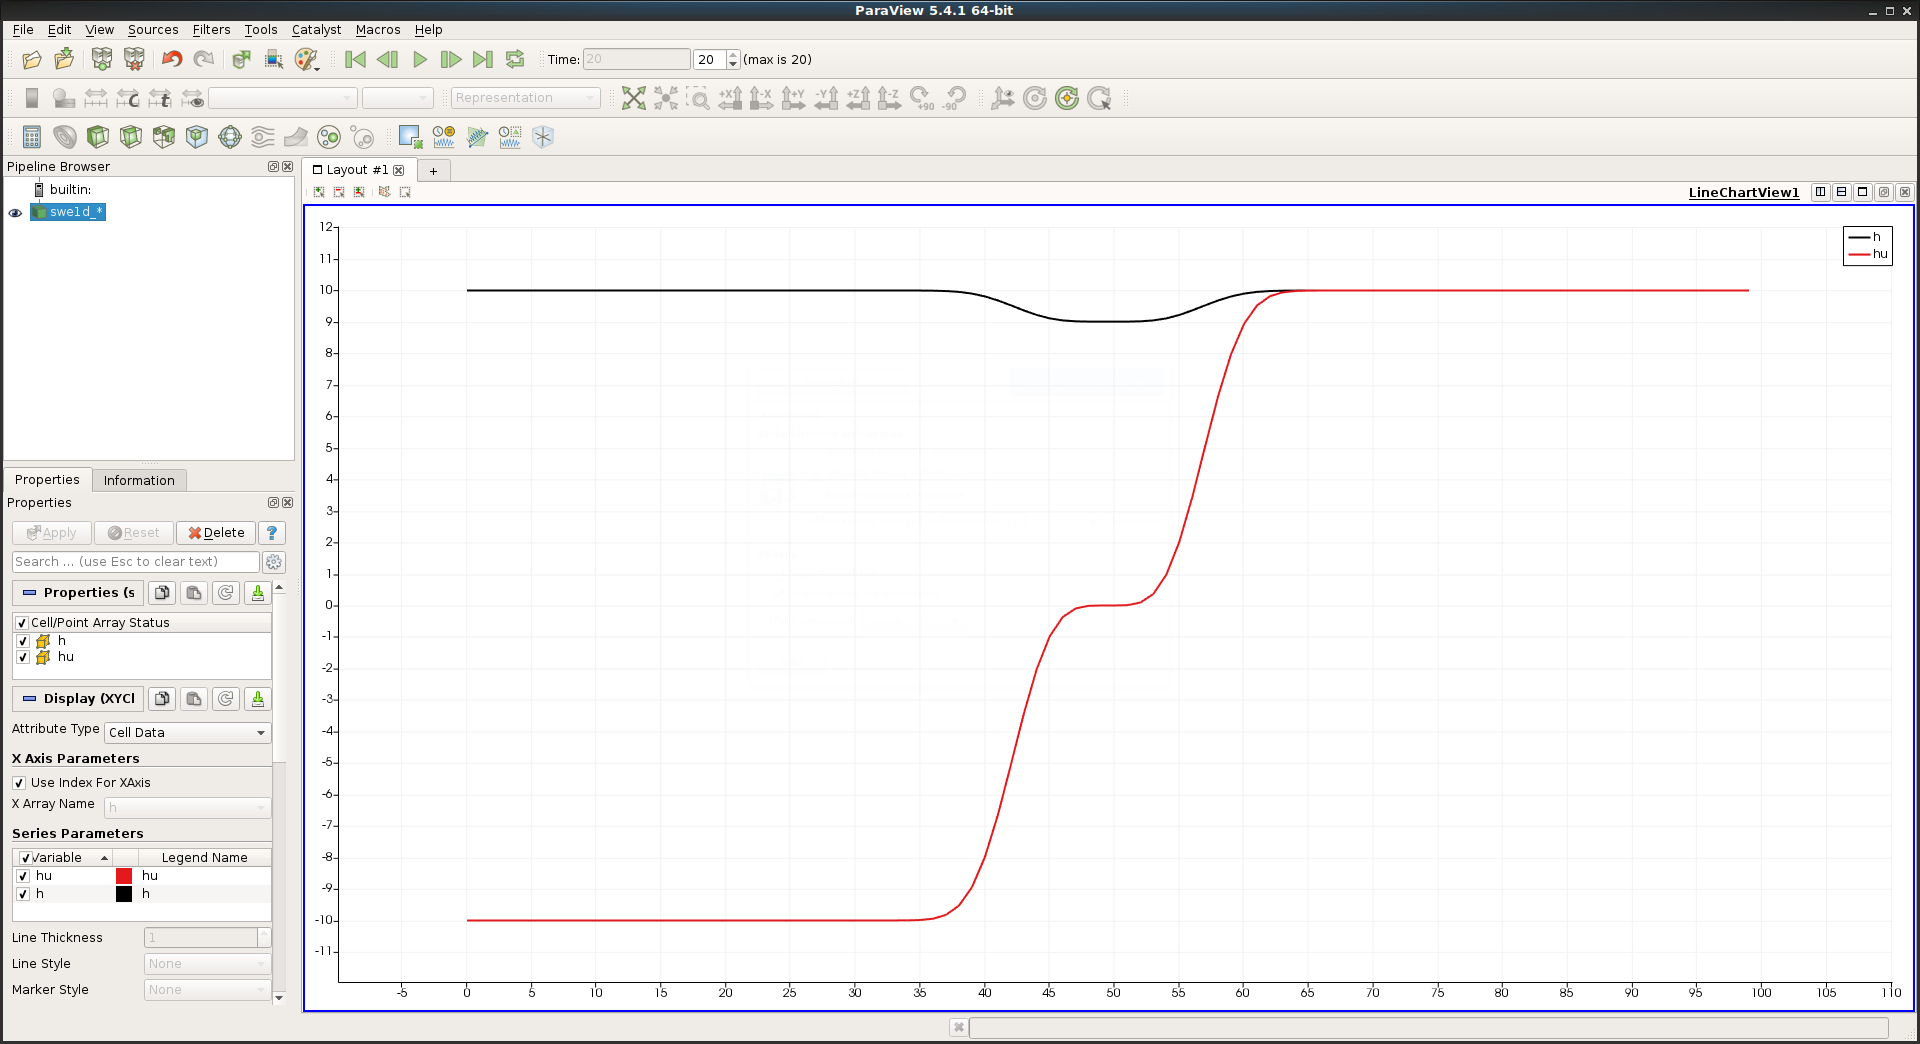 ParaView 5.4.1 64-bit
File Edit View Sources Filters Tools Catalyst Macros Help
Time: 20 20 (max is 20)
Representation
+X -X +Y -Y +Z -Z +90 -90
Pipeline Browser
builtin:
swe1d_*
Properties Information
Properties
Apply Reset Delete ?
Search ... (use Esc to clear text)
Properties (s
Cell/Point Array Status
h
hu
Display (XYCl
Attribute Type Cell Data
X Axis Parameters
Use Index For XAxis
X Array Name h
Series Parameters
Variable Legend Name
hu hu
h h
Line Thickness 1
Line Style None
Marker Style None
Layout #1 +
LineChartView1
h
hu
12
11
10
9
8
7
6
5
4
3
2
1
0
-1
-2
-3
-4
-5
-6
-7
-8
-9
-10
-11
-5 0 5 10 15 20 25 30 35 40 45 50 55 60 65 70 75 80 85 90 95 100 105 110